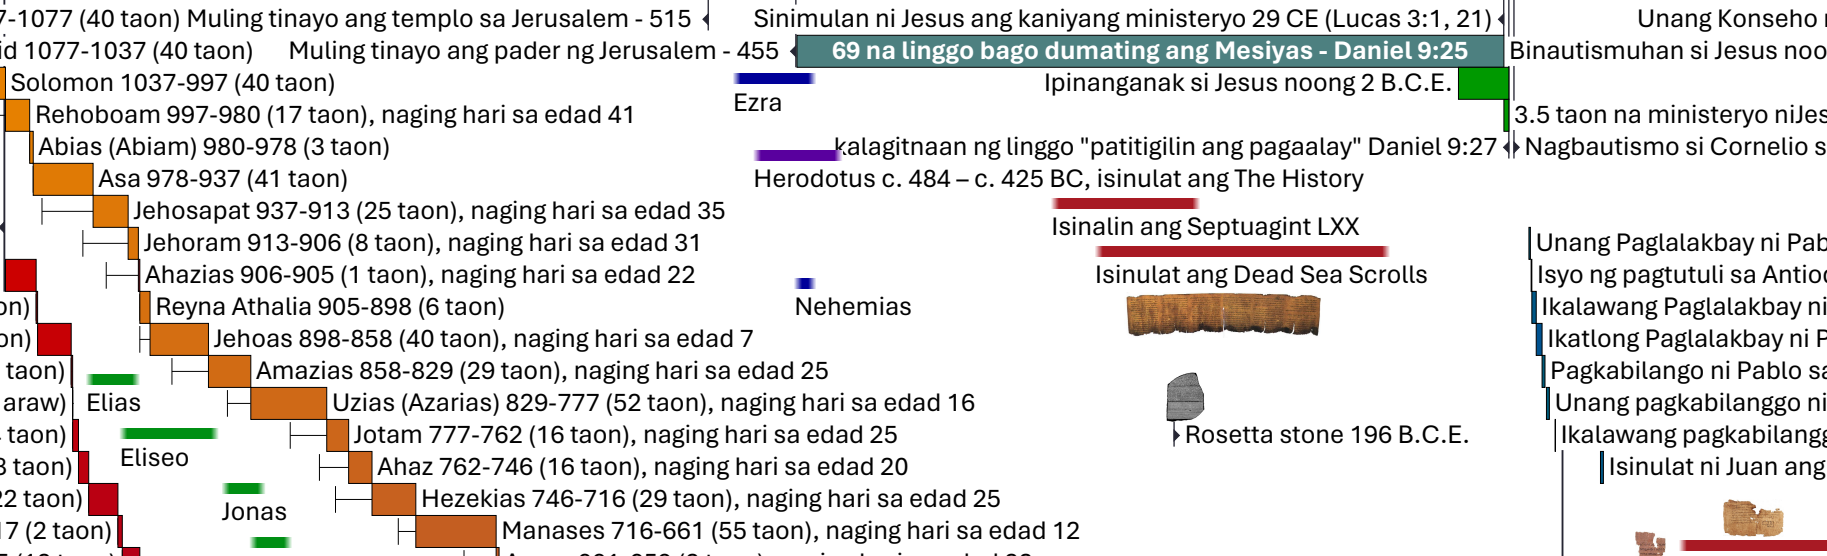 7-1077 (40 taon) Muling tinayo ang templo sa Jerusalem - 515
Sinimulan ni Jesus ang kaniyang ministeryo 29 CE (Lucas 3:1, 21)
Unang Konseho
id 1077-1037 (40 taon)
Muling tinayo ang pader ng Jerusalem - 455
69 na linggo bago dumating ang Mesiyas - Daniel 9:25
Binautismuhan si Jesus noo
Solomon 1037-997 (40 taon)
Ezra
Ipinanganak si Jesus noong 2 B.C.E.
Rehoboam 997-980 (17 taon), naging hari sa edad 41
3.5 taon na ministeryo niJes
Abias (Abiam) 980-978 (3 taon)
kalagitnaan ng linggo "patitigilin ang pagaalay" Daniel 9:27
Nagbautismo si Cornelio s
Asa 978-937 (41 taon)
Herodotus c. 484 – c. 425 BC, isinulat ang The History
Jehosapat 937-913 (25 taon), naging hari sa edad 35
Isinalin ang Septuagint LXX
Jehoram 913-906 (8 taon), naging hari sa edad 31
Unang Paglalakbay ni Pab
Ahazias 906-905 (1 taon), naging hari sa edad 22
Isinulat ang Dead Sea Scrolls
Isyo ng pagtutuli sa Antioc
on)
Reyna Athalia 905-898 (6 taon)
Nehemias
Ikalawang Paglalakbay ni
on)
Jehoas 898-858 (40 taon), naging hari sa edad 7
Ikatlong Paglalakbay ni P
taon)
Amazias 858-829 (29 taon), naging hari sa edad 25
Pagkabilango ni Pablo sa
araw)
Elias
Uzias (Azarias) 829-777 (52 taon), naging hari sa edad 16
Unang pagkabilanggo ni
taon)
Jotam 777-762 (16 taon), naging hari sa edad 25
Rosetta stone 196 B.C.E.
Ikalawang pagkabilangg
3 taon)
Eliseo
Ahaz 762-746 (16 taon), naging hari sa edad 20
Isinulat ni Juan ang
22 taon)
Jonas
Hezekias 746-716 (29 taon), naging hari sa edad 25
17 (2 taon)
Manases 716-661 (55 taon), naging hari sa edad 12